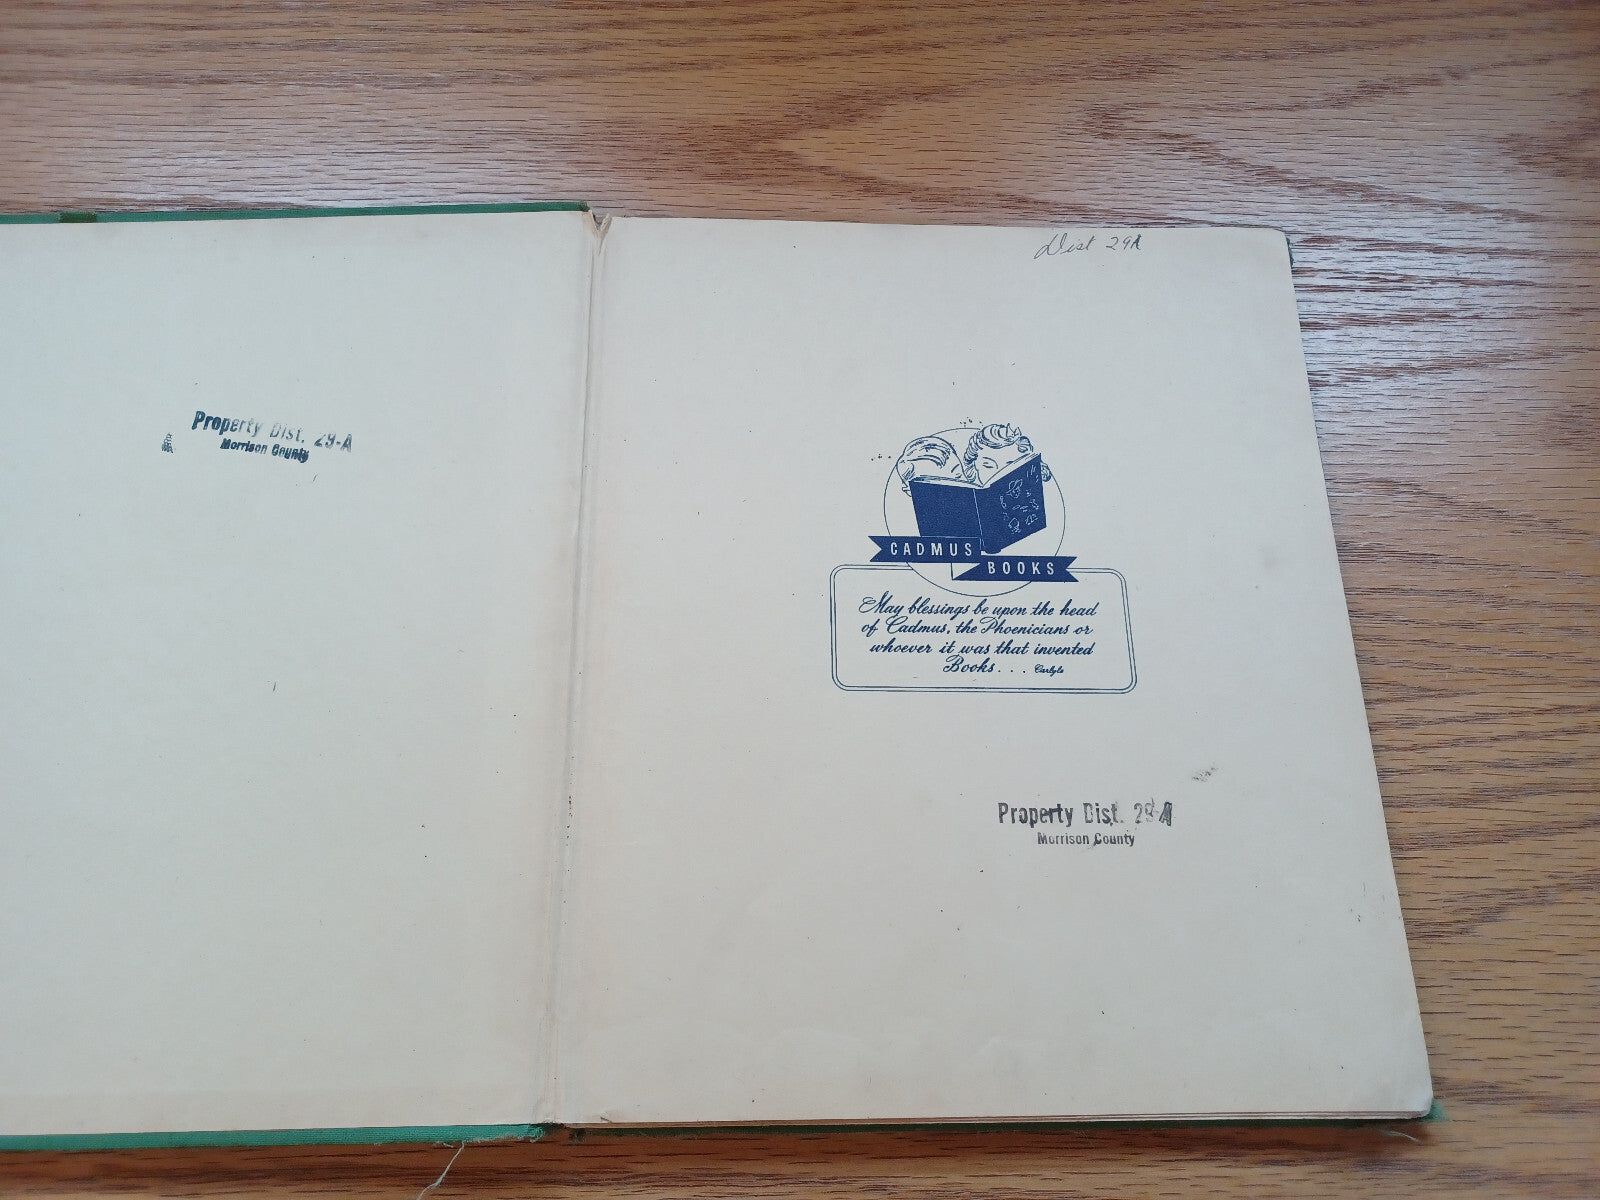 Property Dist. 29-A
Morrison County
Dist 29A
CADMUS
BOOKS
May blessings be upon the head
of Cadmus, the Phoenicians or
whoever it was that invented
Books . . . Carlyle
Property Dist. 29-A
Morrison County